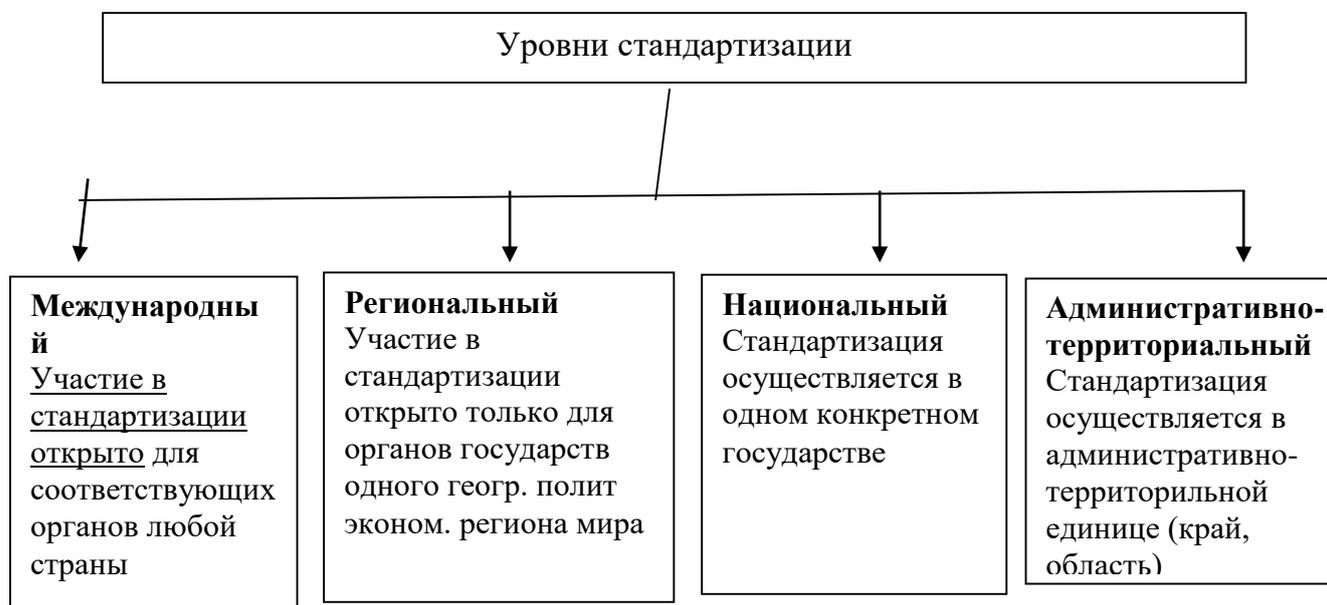 Уровни стандартизации
Международны
й
Участие в
стандартизации
открыто для
соответствующих
органов любой
страны
Региональный
Участие в
стандартизации
открыто только для
органов государств
одного геогр. полит
эконом. региона мира
Национальный
Стандартизация
осуществляется в
одном конкретном
государстве
Административно-
территориальный
Стандартизация
осуществляется в
административно-
территорильной
единице (край,
область)